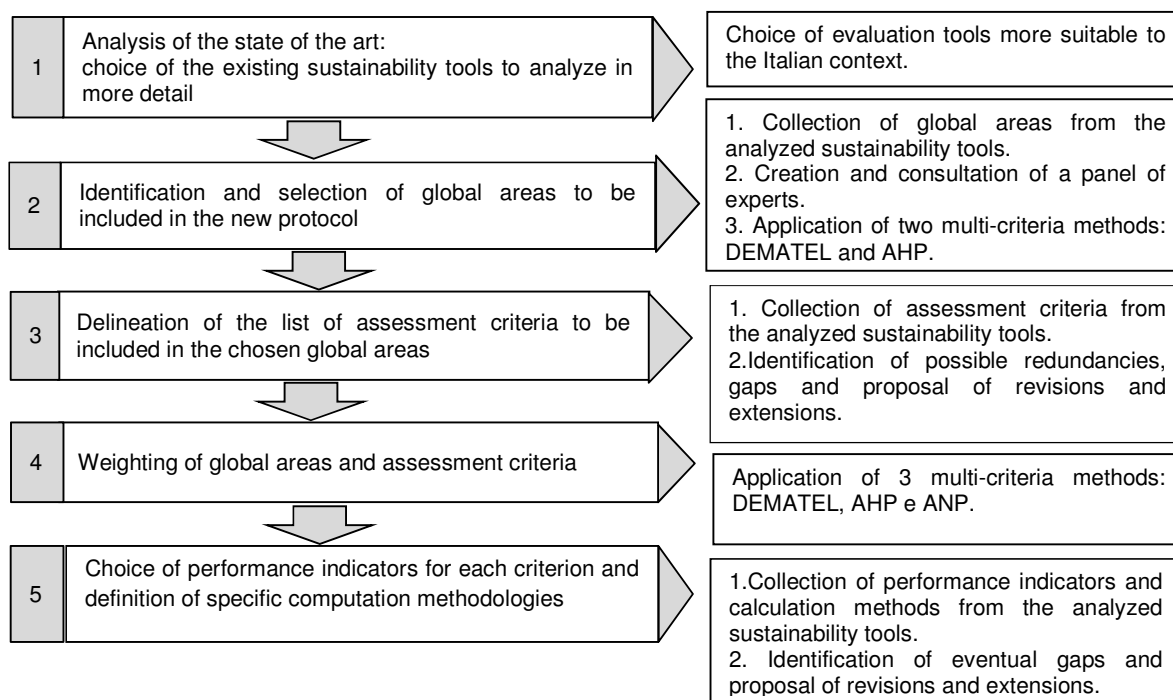 1
Analysis of the state of the art:
choice of the existing sustainability tools to analyze in
more detail
Choice of evaluation tools more suitable to
the Italian context.
2
Identification and selection of global areas to be
included in the new protocol
1. Collection of global areas from the
analyzed sustainability tools.
2. Creation and consultation of a panel of
experts.
3. Application of two multi-criteria methods:
DEMATEL and AHP.
3
Delineation of the list of assessment criteria to be
included in the chosen global areas
1. Collection of assessment criteria from
the analyzed sustainability tools.
2.Identification of possible redundancies,
gaps and proposal of revisions and
extensions.
4
Weighting of global areas and assessment criteria
Application of 3 multi-criteria methods:
DEMATEL, AHP e ANP.
5
Choice of performance indicators for each criterion and
definition of specific computation methodologies
1.Collection of performance indicators and
calculation methods from the analyzed
sustainability tools.
2. Identification of eventual gaps and
proposal of revisions and extensions.